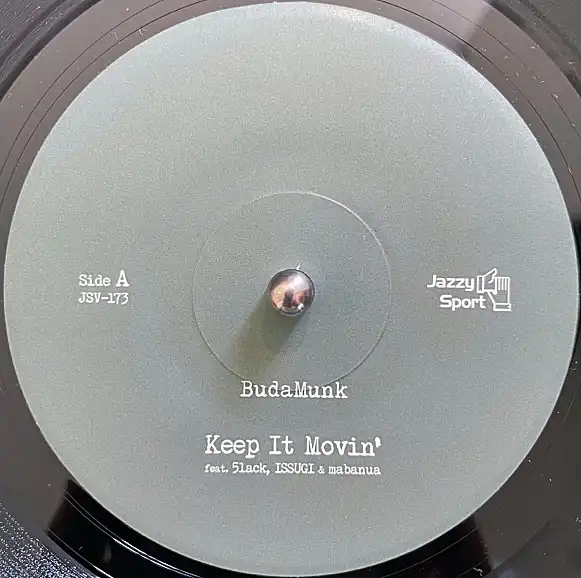 Side A
JSV-173
Jazzy
Sport
BudaMunk
Keep It Movin'
feat. 5lack, ISSUGI & mabanua